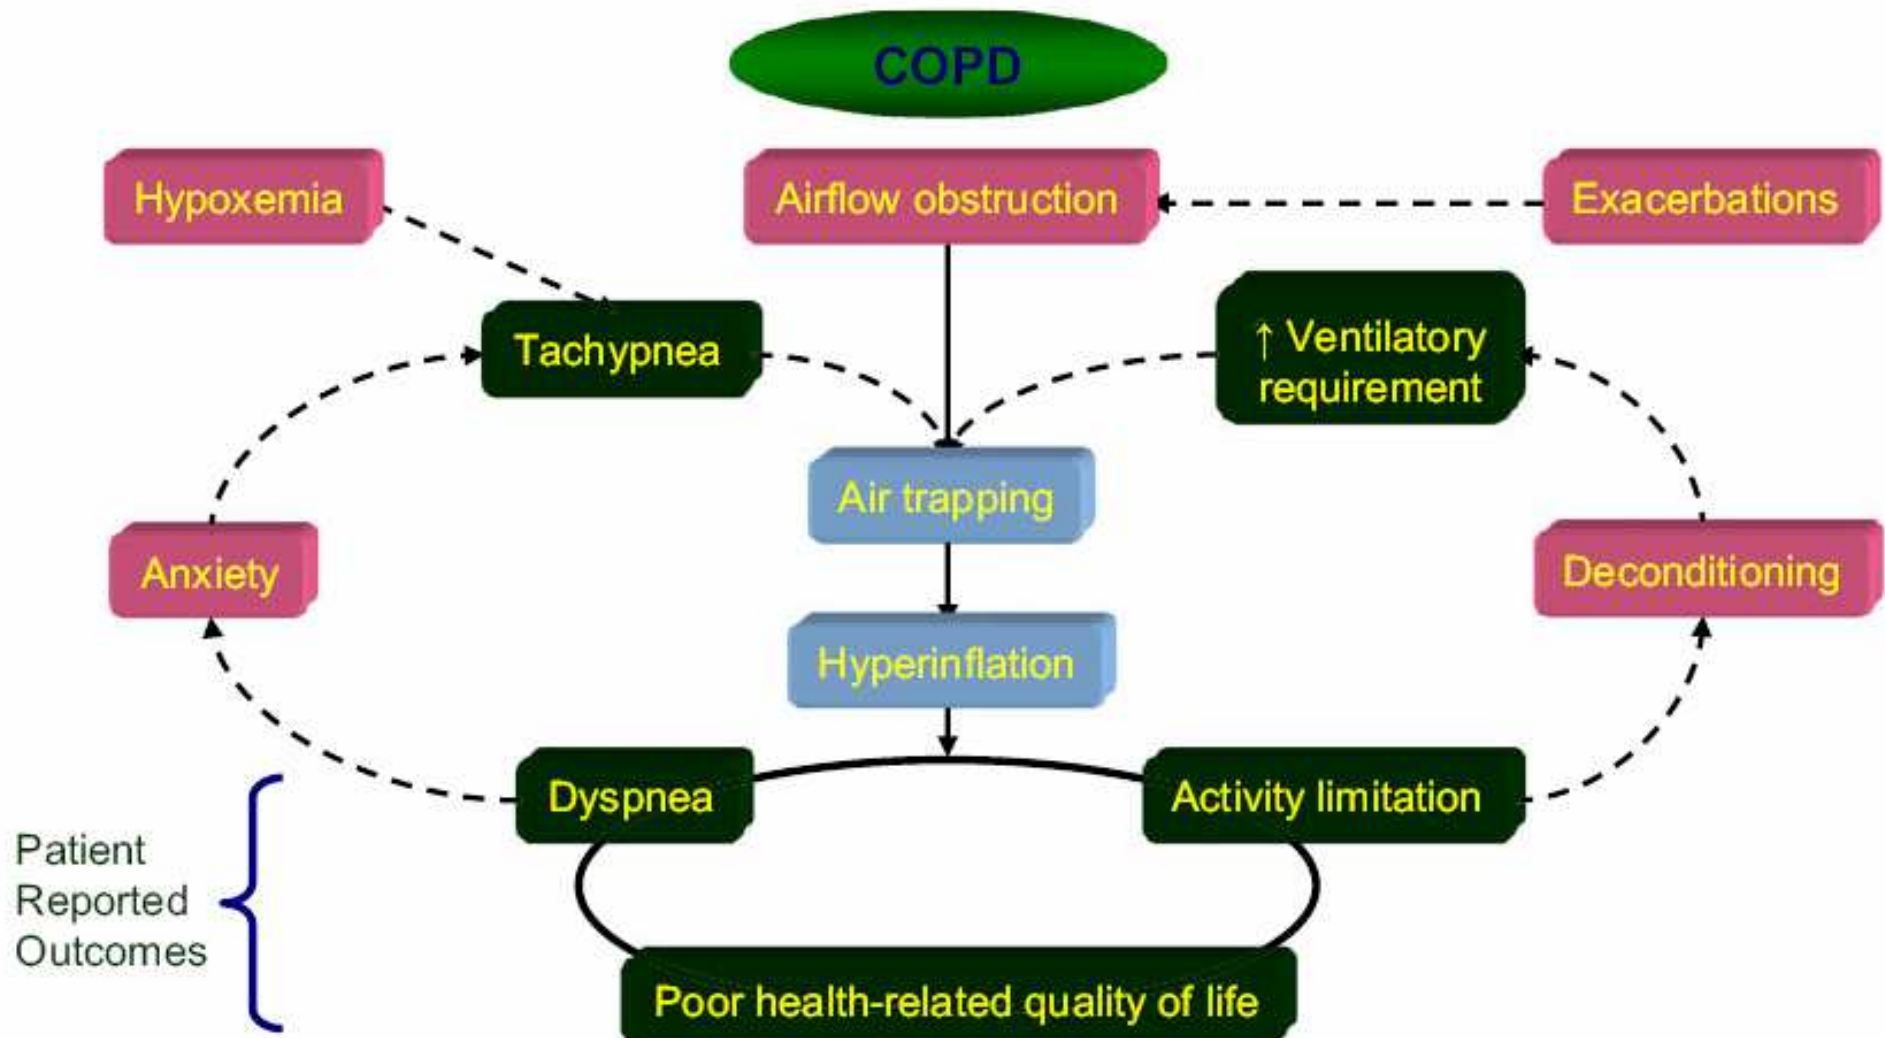 COPD
Hypoxemia
Airflow obstruction
Exacerbations
Tachypnea
↑ Ventilatory
requirement
Air trapping
Anxiety
Deconditioning
Hyperinflation
Dyspnea
Activity limitation
Patient
Reported
Outcomes
Poor health-related quality of life